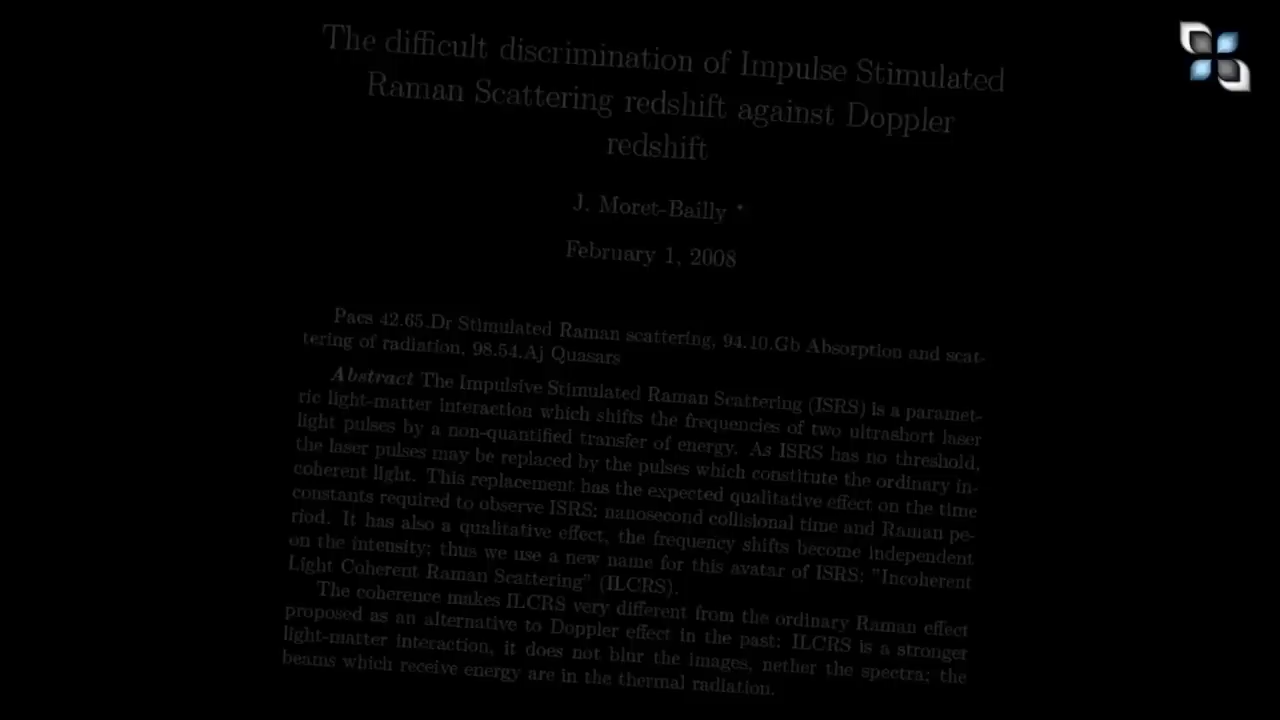 The difficult discrimination of Impulse Stimulated
Raman Scattering redshift against Doppler
redshift
J. Moret-Bailly *
February 1, 2008
Pacs 42.65.Dr Stimulated Raman scattering, 94.10.Gb Absorption and scat-
tering of radiation, 98.54.Aj Quasars
Abstract The Impulsive Stimulated Raman Scattering (ISRS) is a paramet-
ric light-matter interaction which shifts the frequencies of two ultrashort laser
light pulses by a non-quantified transfer of energy. As ISRS has no threshold,
the laser pulses may be replaced by the pulses which constitute the ordinary in-
coherent light. This replacement has the expected qualitative effect on the time
constants required to observe ISRS: nanosecond collisional time and Raman pe-
riod. It has also a qualitative effect, the frequency shifts become independent
on the intensity; thus we use a new name for this avatar of ISRS: "Incoherent
Light Coherent Raman Scattering" (ILCRS).
The coherence makes ILCRS very different from the ordinary Raman effect
proposed as an alternative to Doppler effect in the past: ILCRS is a stronger
light-matter interaction, it does not blur the images, nether the spectra; the
beams which receive energy are in the thermal radiation.